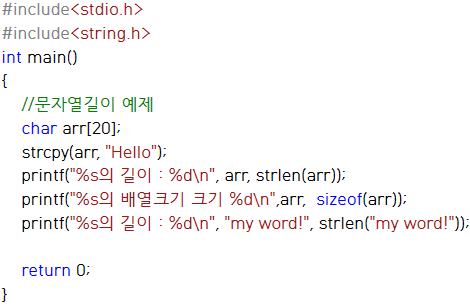 #include<stdio.h>
#include<string.h>
int main()
{
//문자열길이 예제
char arr[20];
strcpy(arr, "Hello");
printf("%s의 길이 : %d\n", arr, strlen(arr));
printf("%s의 배열크기 크기 %d\n",arr,  sizeof(arr));
printf("%s의 길이 : %d\n", "my word!", strlen("my word!"));
return 0;
}